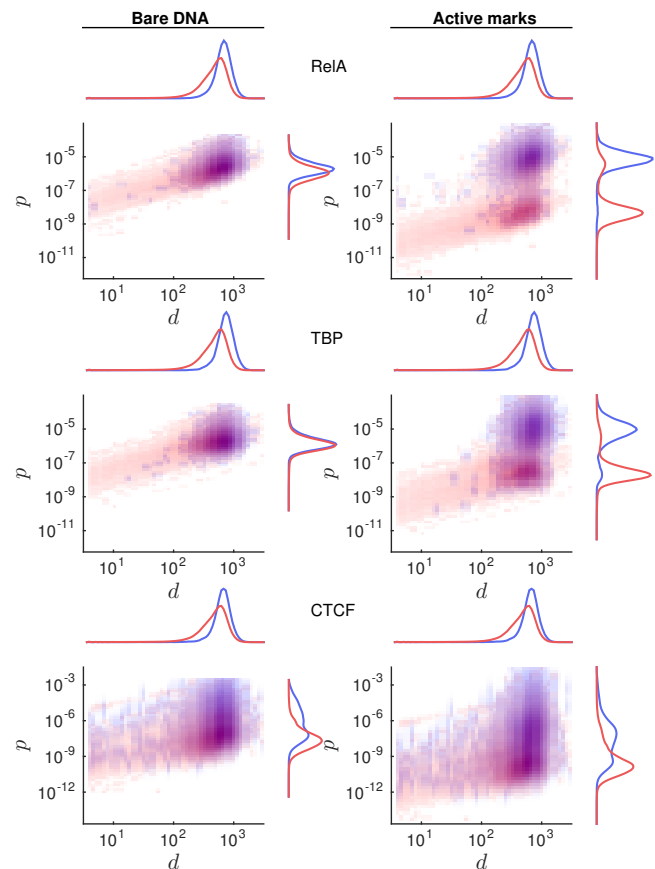 Bare DNA Active marks
RelA
10^-5 10^-5
10^-7 10^-7
p p
10^-9 10^-9
10^-11 10^-11
10^1 10^2 10^3 10^1 10^2 10^3
d d
TBP
10^-5 10^-5
10^-7 10^-7
p p
10^-9 10^-9
10^-11 10^-11
10^1 10^2 10^3 10^1 10^2 10^3
d d
CTCF
10^-3 10^-3
10^-6 10^-6
p p
10^-9 10^-9
10^-12 10^-12
10^1 10^2 10^3 10^1 10^2 10^3
d d